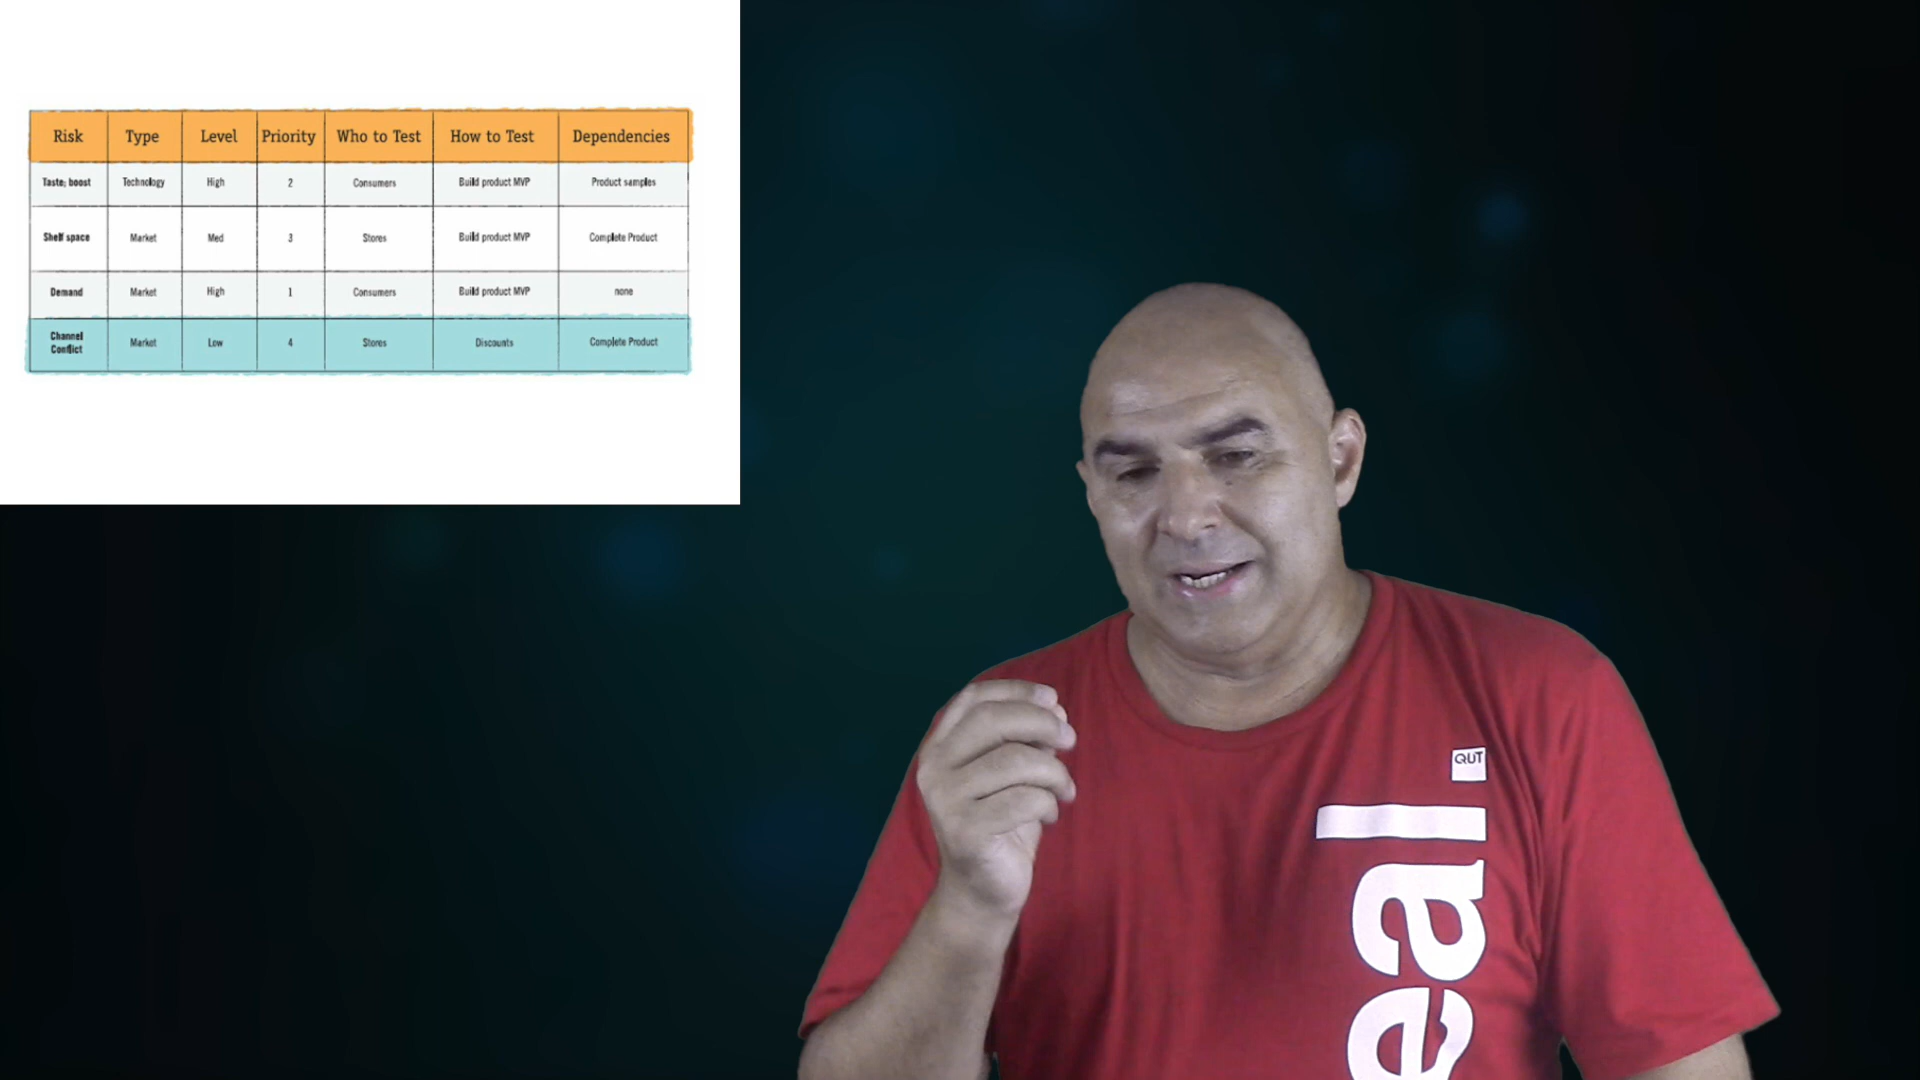 Risk Type Level Priority Who to Test How to Test Dependencies
Taste; boost Technology High 2 Consumers Build product MVP Product samples
Shelf space Market Med 3 Stores Build product MVP Complete Product
Demand Market High 1 Consumers Build product MVP none
Channel
Conflict Market Low 4 Stores Discounts Complete Product
QUT
eal